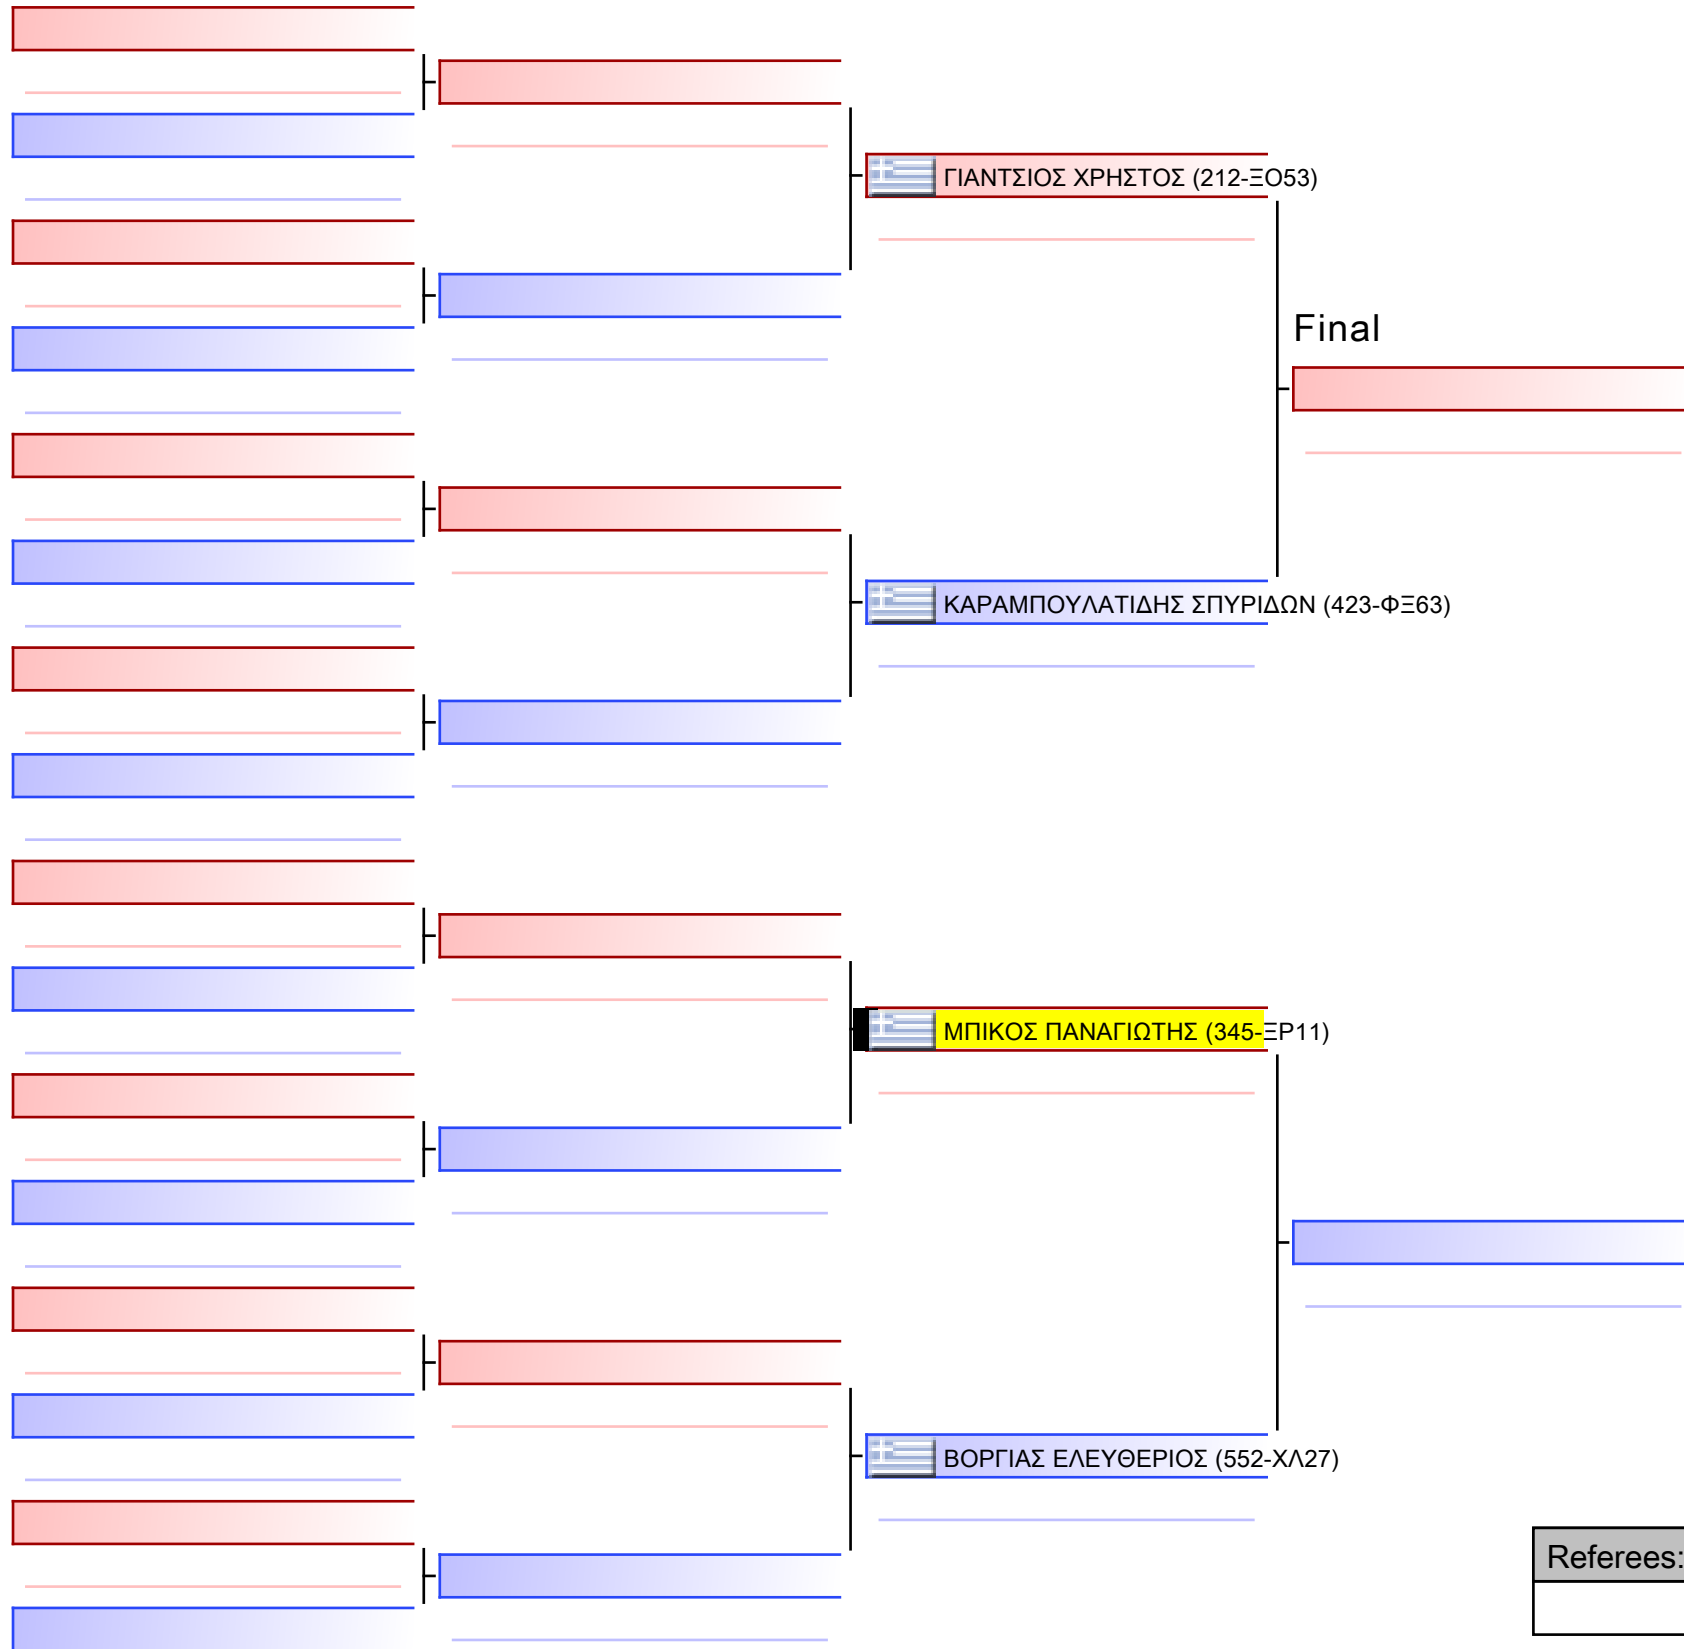 ΓΙΑΝΤΣΙΟΣ ΧΡΗΣΤΟΣ (212-ΞΟ53)
Final
ΚΑΡΑΜΠΟΥΛΑΤΙΔΗΣ ΣΠΥΡΙΔΩΝ (423-ΦΞ63)
ΜΠΙΚΟΣ ΠΑΝΑΓΙΩΤΗΣ (345-ΞΡ11)
ΒΟΡΓΙΑΣ ΕΛΕΥΘΕΡΙΟΣ (552-ΧΛ27)
Referees: